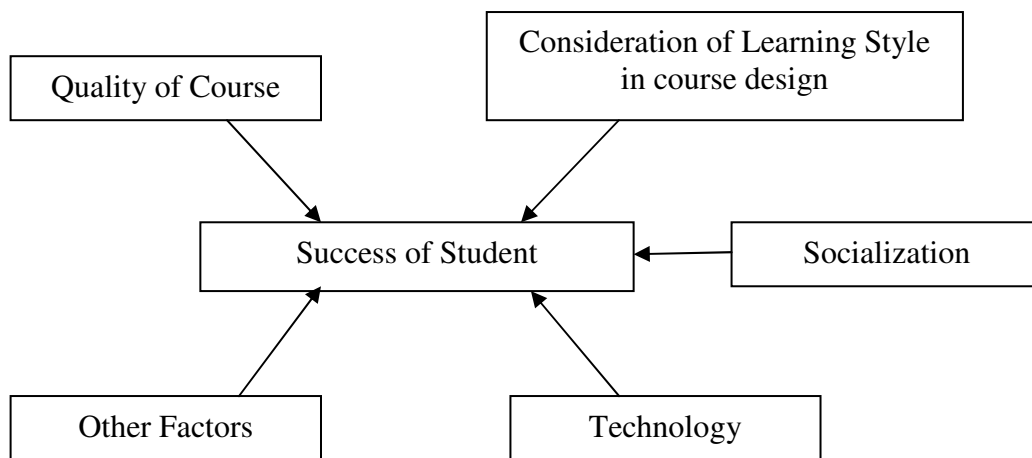 Consideration of Learning Style
in course design
Quality of Course
Success of Student
Socialization
Other Factors
Technology